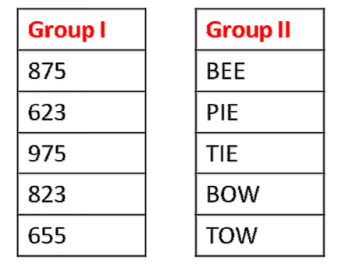 Group I Group II
875 BEE
623 PIE
975 TIE
823 BOW
655 TOW